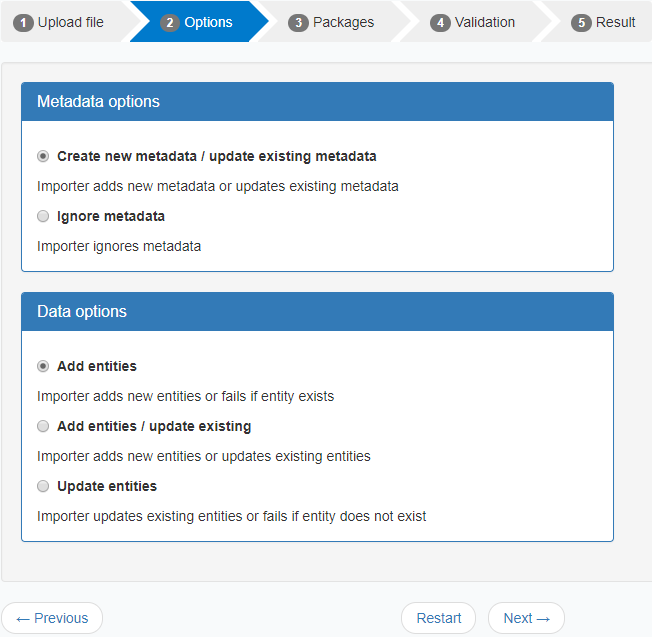 1 Upload file 2 Options 3 Packages 4 Validation 5 Result
Metadata options
Create new metadata / update existing metadata
Importer adds new metadata or updates existing metadata
Ignore metadata
Importer ignores metadata
Data options
Add entities
Importer adds new entities or fails if entity exists
Add entities / update existing
Importer adds new entities or updates existing entities
Update entities
Importer updates existing entities or fails if entity does not exist
← Previous Restart Next →